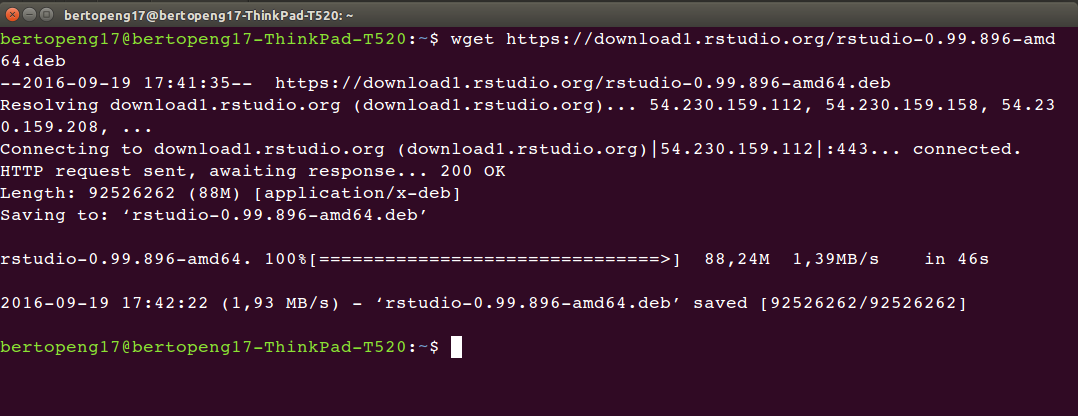 bertopeng17@bertopeng17-ThinkPad-T520: ~
bertopeng17@bertopeng17-ThinkPad-T520:~$ wget https://download1.rstudio.org/rstudio-0.99.896-amd
64.deb
--2016-09-19 17:41:35--  https://download1.rstudio.org/rstudio-0.99.896-amd64.deb
Resolving download1.rstudio.org (download1.rstudio.org)... 54.230.159.112, 54.230.159.158, 54.23
0.159.208, ...
Connecting to download1.rstudio.org (download1.rstudio.org)|54.230.159.112|:443... connected.
HTTP request sent, awaiting response... 200 OK
Length: 92526262 (88M) [application/x-deb]
Saving to: ‘rstudio-0.99.896-amd64.deb’
rstudio-0.99.896-amd64. 100%[===============================>]  88,24M  1,39MB/s    in 46s
2016-09-19 17:42:22 (1,93 MB/s) - ‘rstudio-0.99.896-amd64.deb’ saved [92526262/92526262]
bertopeng17@bertopeng17-ThinkPad-T520:~$